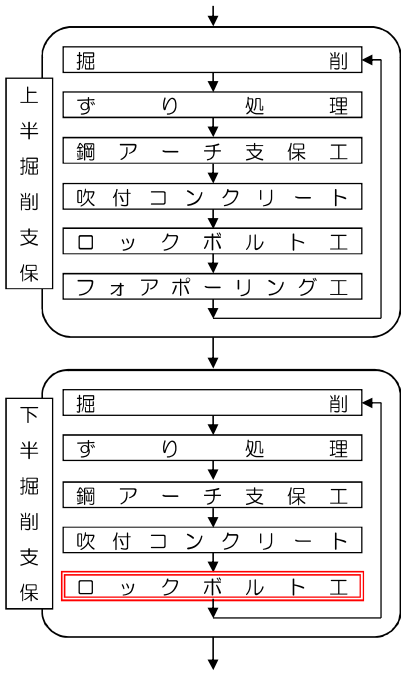 上半掘削支保
掘削
ずり処理
鋼アーチ支保工
吹付コンクリート
ロックボルト工
フォアポーリング工
下半掘削支保
掘削
ずり処理
鋼アーチ支保工
吹付コンクリート
ロックボルト工